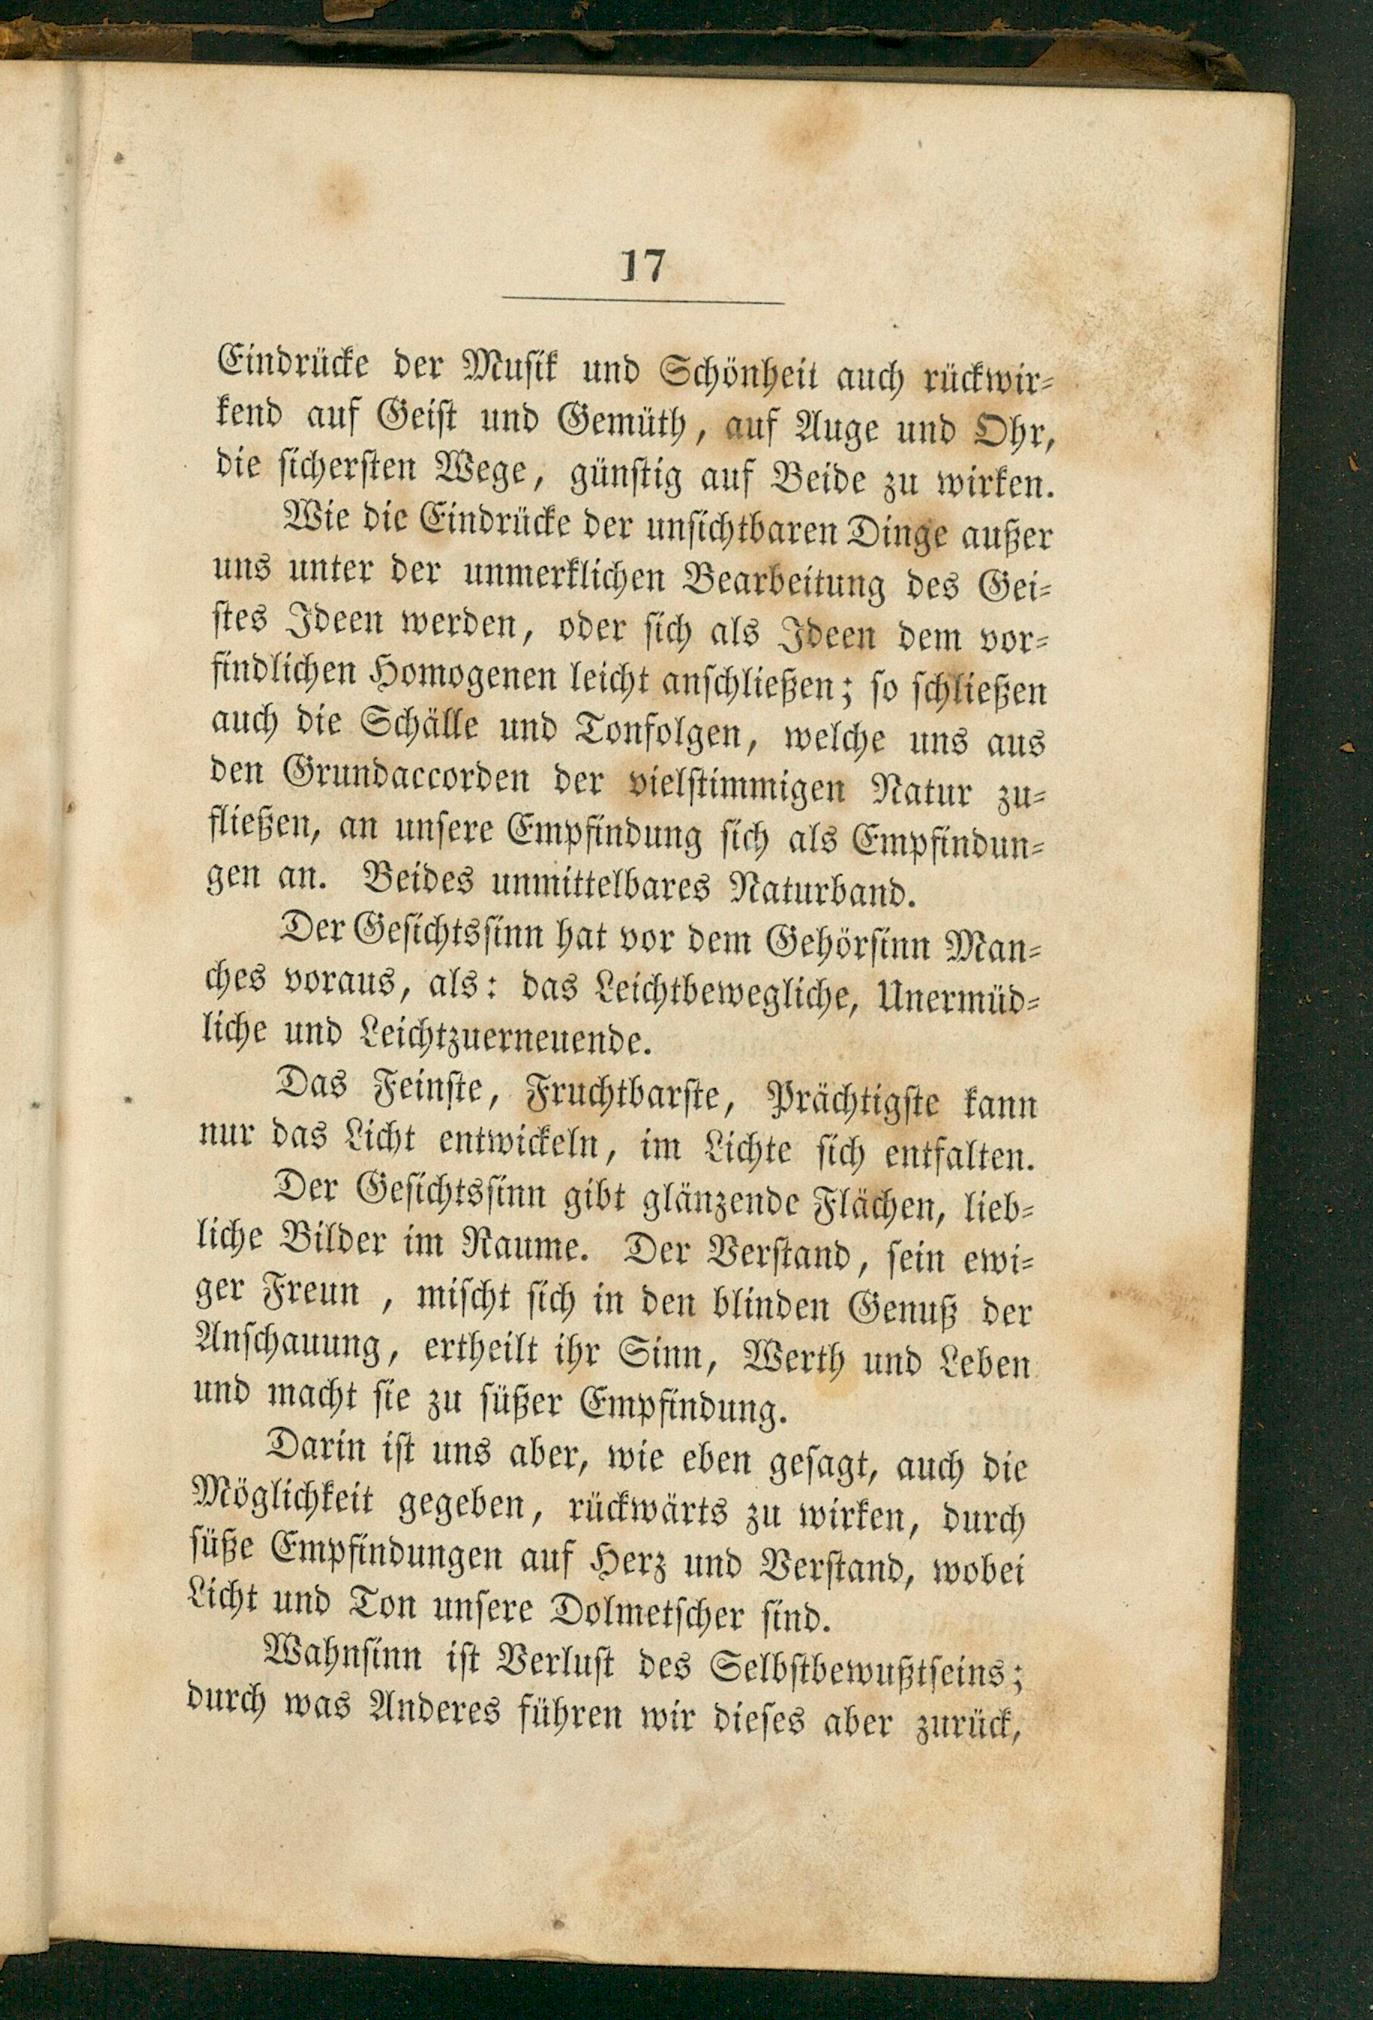 17
Eindrücke der Musik und Schönheit auch rückwir-
kend auf Geist und Gemüth, auf Auge und Ohr,
die sichersten Wege, günstig auf Beide zu wirken.
Wie die Eindrücke der unsichtbaren Dinge außer
uns unter der unmerklichen Bearbeitung des Gei-
stes Ideen werden, oder sich als Ideen dem vor-
findlichen Homogenen leicht anschließen; so schließen
auch die Schälle und Tonfolgen, welche uns aus
den Grundaccorden der vielstimmigen Natur zu-
fließen, an unsere Empfindung sich als Empfindun-
gen an. Beides unmittelbares Naturband.
Der Gesichtssinn hat vor dem Gehörsinn Man-
ches voraus, als: das Leichtbewegliche, Unermüd-
liche und Leichtzuerneuende.
Das Feinste, Fruchtbarste, Prächtigste kann
nur das Licht entwickeln, im Lichte sich entfalten.
Der Gesichtssinn gibt glänzende Flächen, lieb-
liche Bilder im Raume. Der Verstand, sein ewi-
ger Freun , mischt sich in den blinden Genuß der
Anschauung, ertheilt ihr Sinn, Werth und Leben
und macht sie zu süßer Empfindung.
Darin ist uns aber, wie eben gesagt, auch die
Möglichkeit gegeben, rückwärts zu wirken, durch
süße Empfindungen auf Herz und Verstand, wobei
Licht und Ton unsere Dolmetscher sind.
Wahnsinn ist Verlust des Selbstbewußtseins;
durch was Anderes führen wir dieses aber zurück,